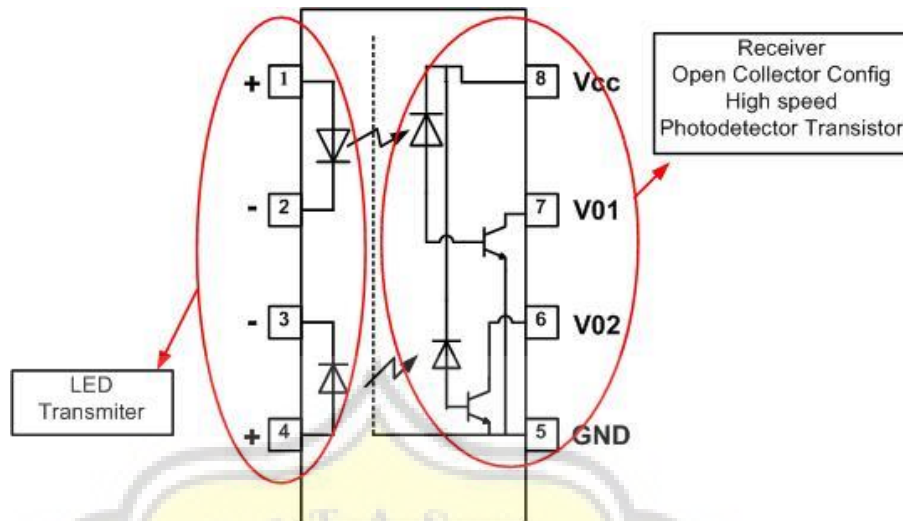 Receiver
Open Collector Config
High speed
Photodetector Transistor
+ 1
8 Vcc
- 2
7 V01
- 3
6 V02
+ 4
5 GND
LED
Transmiter